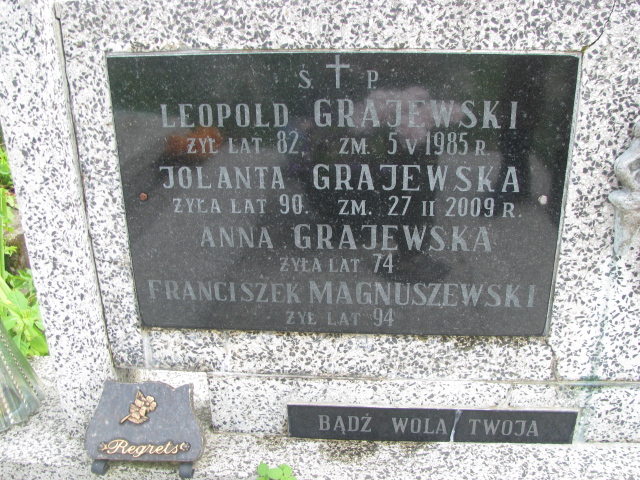 Ś P
LEOPOLD GRAJEWSKI
ŻYŁ LAT 82 ZM. 5 V 1985 R.
JOLANTA GRAJEWSKA
ŻYŁA LAT 90. ZM. 27 II 2009 R.
ANNA GRAJEWSKA
ŻYŁA LAT 74
FRANCISZEK MAGNUSZEWSKI
ŻYŁ LAT 94
BĄDŹ WOLA TWOJA
Regrets